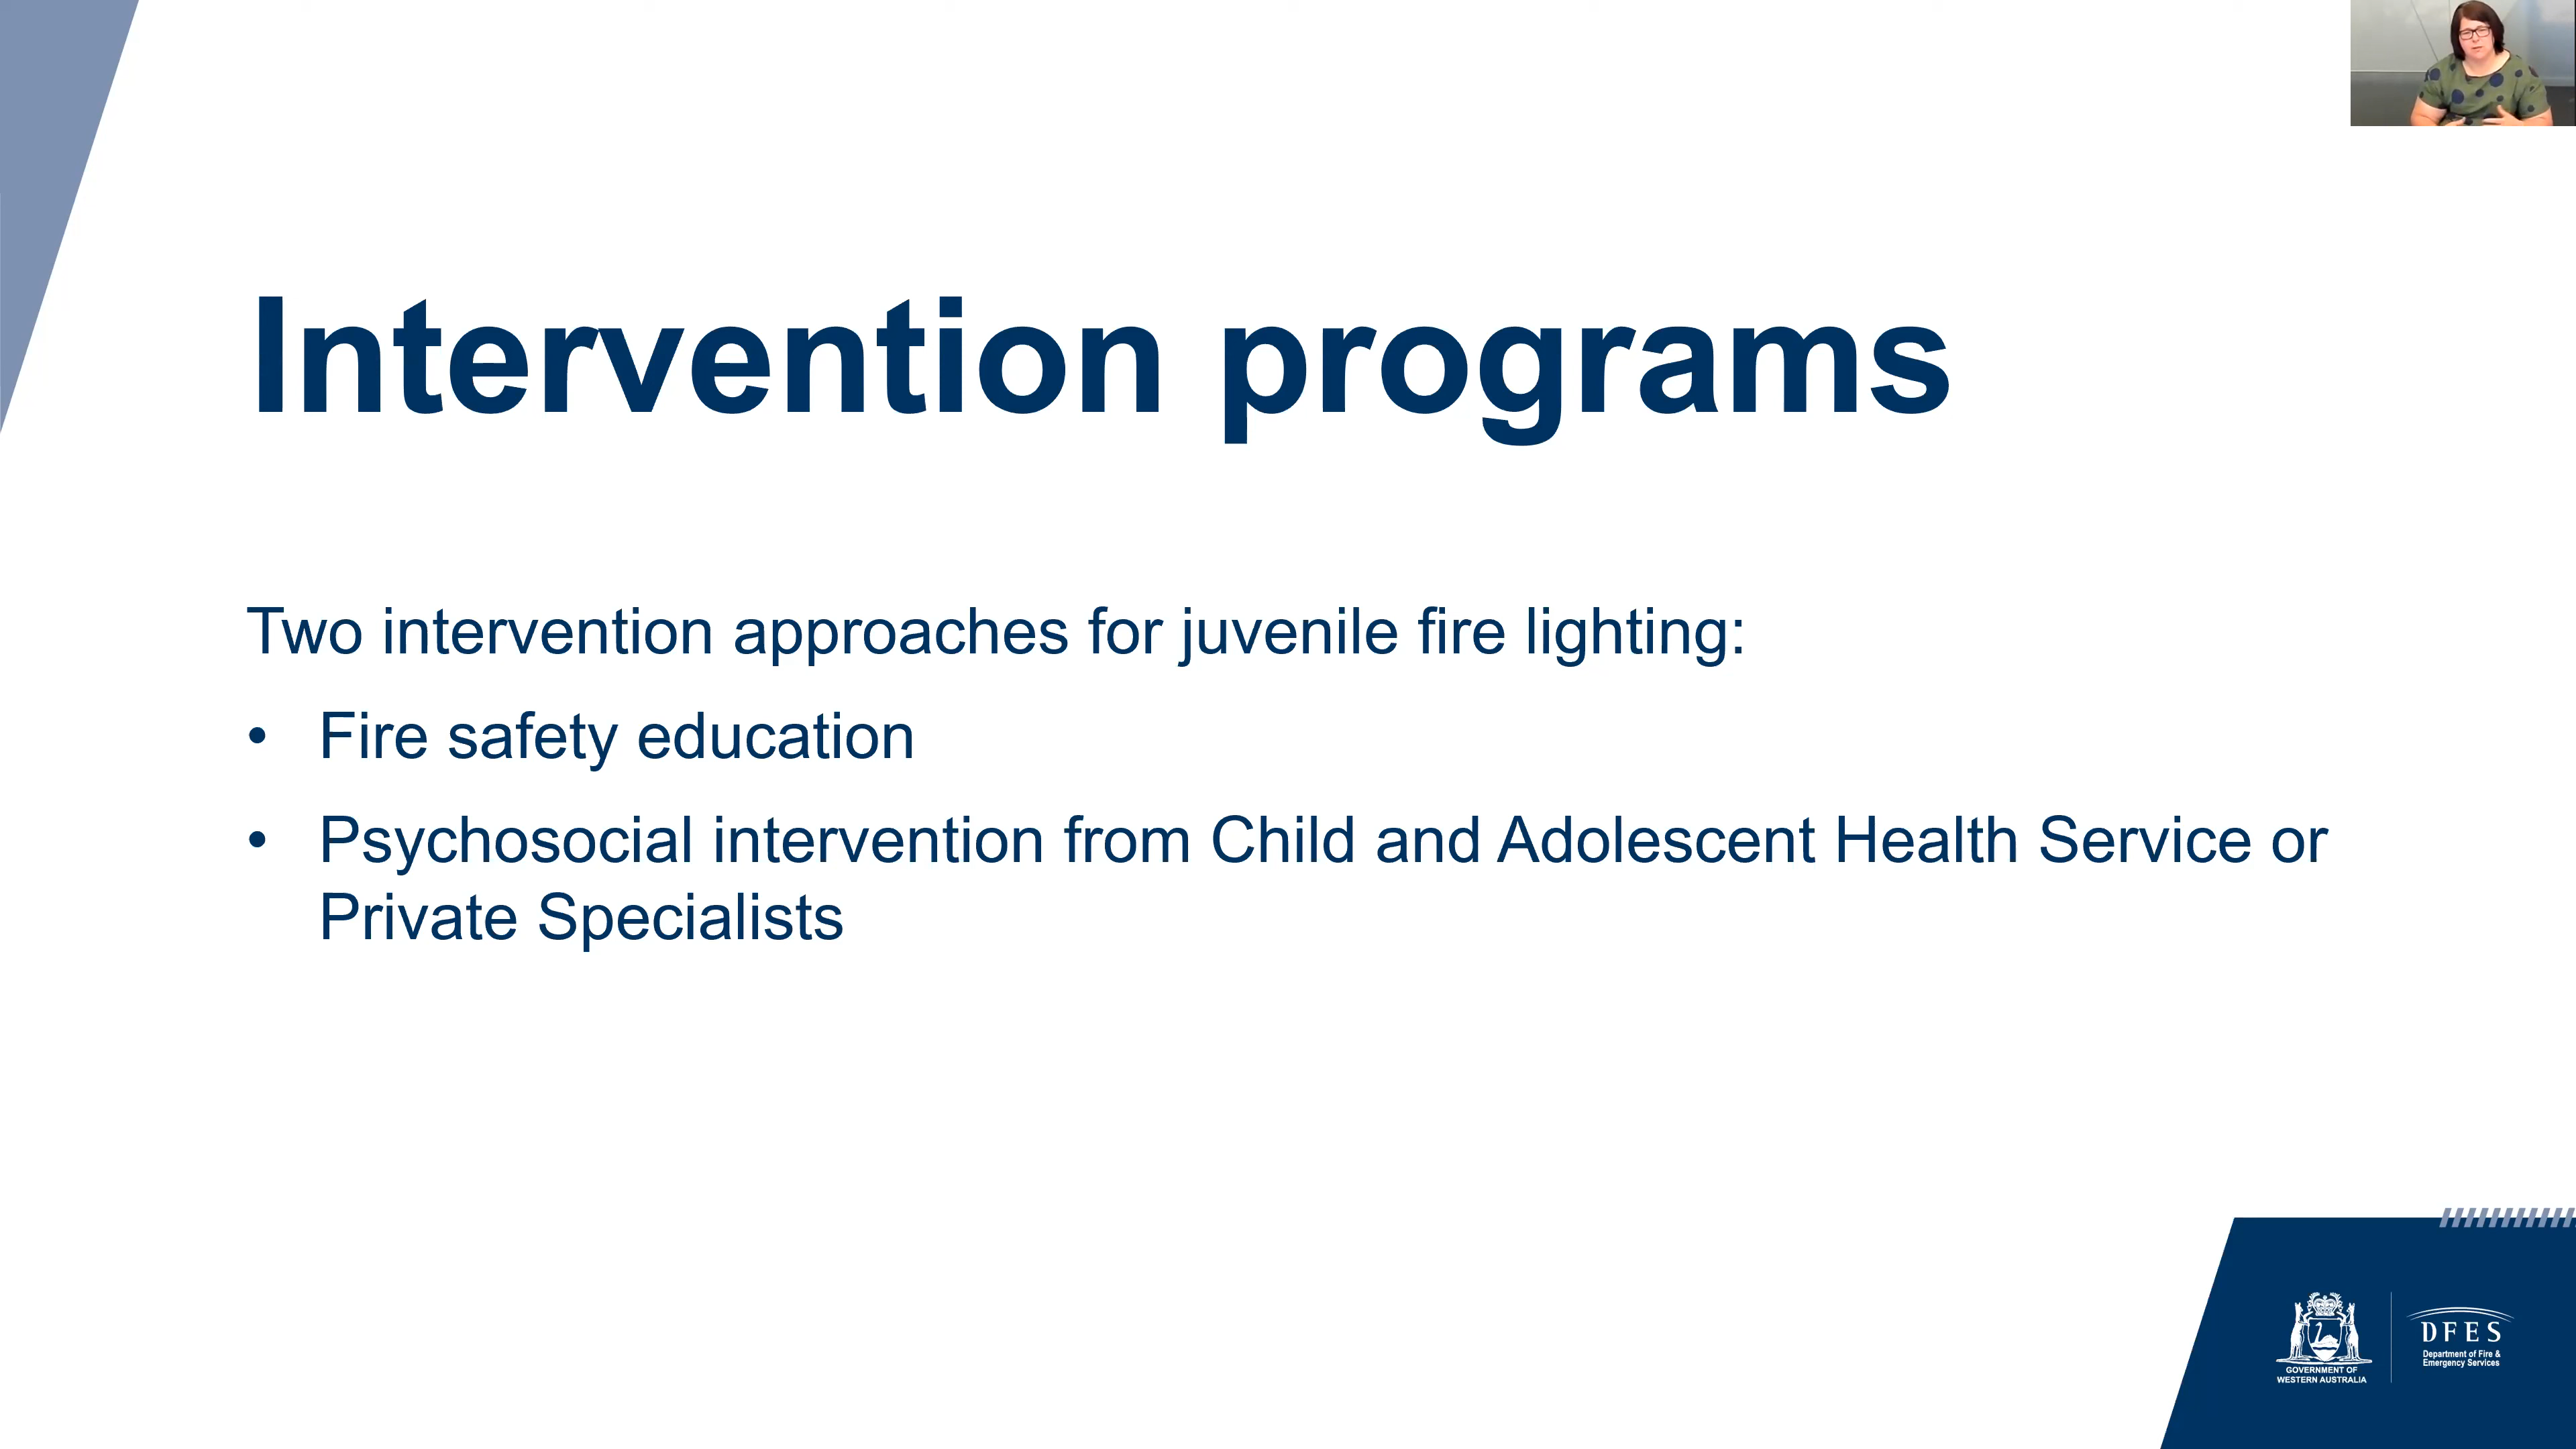 Intervention programs
Two intervention approaches for juvenile fire lighting:
• Fire safety education
• Psychosocial intervention from Child and Adolescent Health Service or
Private Specialists
GOVERNMENT OF
WESTERN AUSTRALIA
DFES
Department of Fire &
Emergency Services